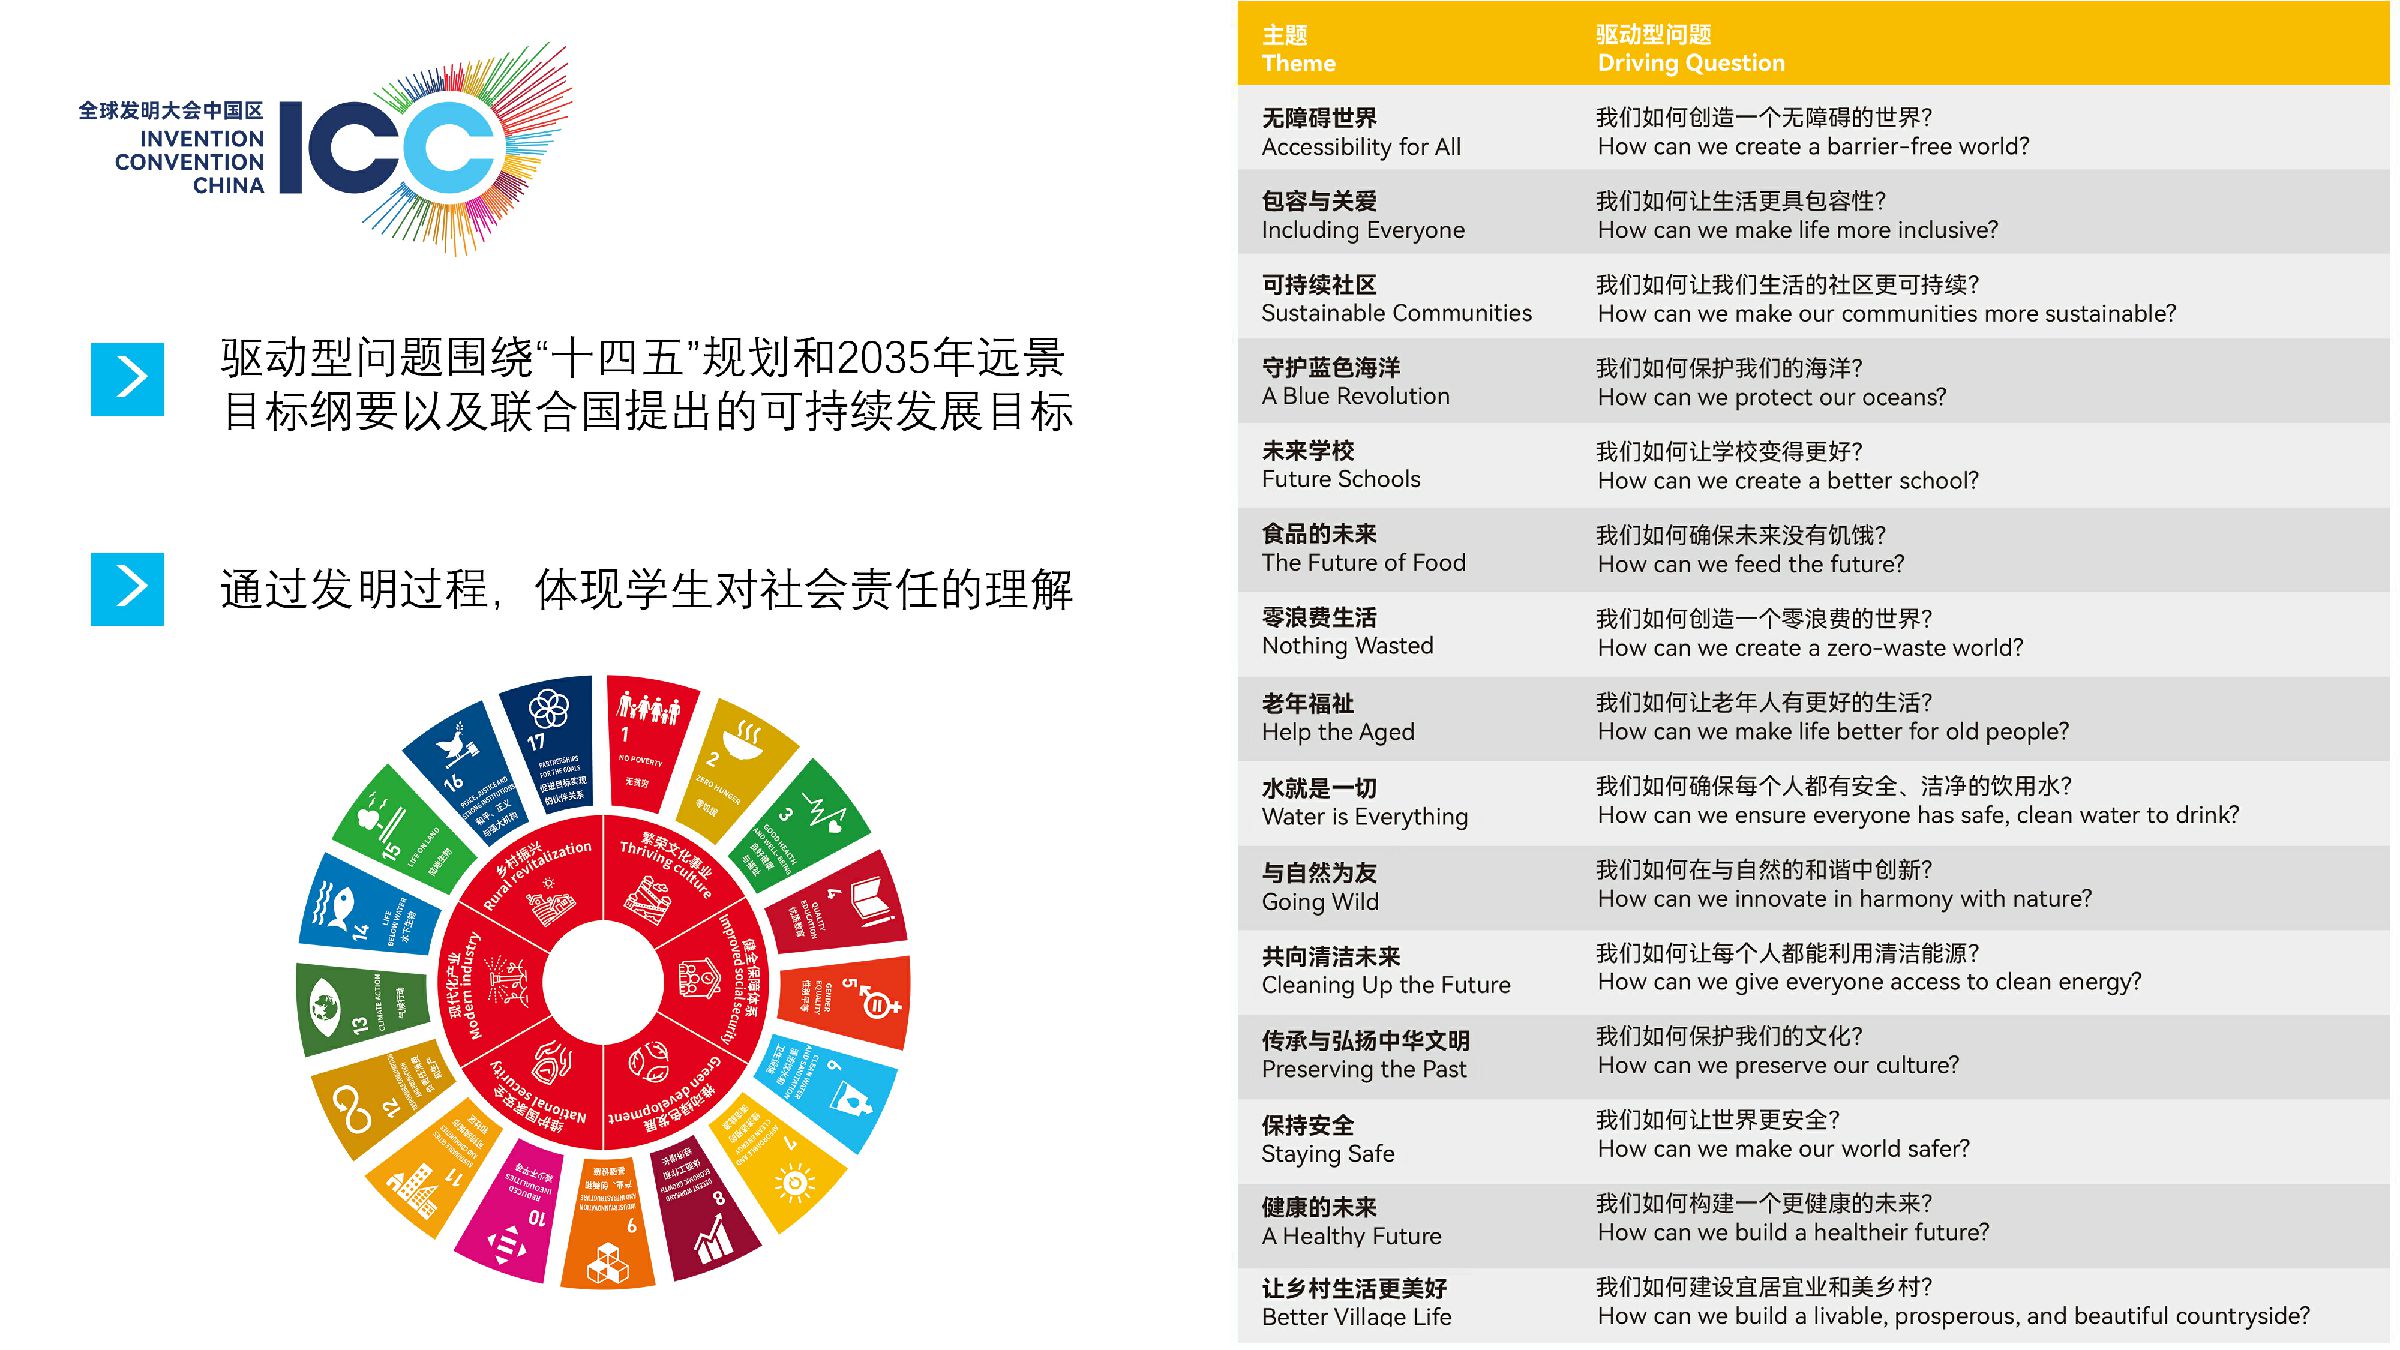 全球发明大会中国区
INVENTION
CONVENTION
CHINA
ICC
驱动型问题围绕“十四五”规划和2035年远景
目标纲要以及联合国提出的可持续发展目标
通过发明过程，体现学生对社会责任的理解
1
NO POVERTY
无贫穷
2
ZERO HUNGER
零饥饿
3
GOOD HEALTH
AND WELL-BEING
良好健康
与福祉
4
QUALITY
EDUCATION
优质教育
5
GENDER
EQUALITY
性别平等
6
CLEAN WATER
AND SANITATION
清洁饮水和
卫生设施
7
AFFORDABLE AND
CLEAN ENERGY
8
DECENT WORK AND
ECONOMIC GROWTH
体面工作和
经济增长
9
INDUSTRY, INNOVATION
AND INFRASTRUCTURE
产业、创新和
基础设施
10
REDUCED
INEQUALITIES
减少不平等
11
SUSTAINABLE CITIES
AND COMMUNITIES
12
13
CLIMATE ACTION
气候行动
14
LIFE
BELOW WATER
水下生物
15
LIFE ON LAND
陆地生物
16
PEACE, JUSTICE AND
STRONG INSTITUTIONS
和平、正义
与强大机构
17
PARTNERSHIPS
FOR THE GOALS
促进目标实现
的伙伴关系
繁荣文化事业
Thriving culture
健全保障体系
Improved social security
推动绿色发展
Green development
维护国家安全
National security
现代化产业
Modern industry
乡村振兴
Rural revitalization
主题
Theme
驱动型问题
Driving Question
无障碍世界
Accessibility for All
我们如何创造一个无障碍的世界？
How can we create a barrier-free world?
包容与关爱
Including Everyone
我们如何让生活更具包容性？
How can we make life more inclusive?
可持续社区
Sustainable Communities
我们如何让我们生活的社区更可持续？
How can we make our communities more sustainable?
守护蓝色海洋
A Blue Revolution
我们如何保护我们的海洋？
How can we protect our oceans?
未来学校
Future Schools
我们如何让学校变得更好？
How can we create a better school?
食品的未来
The Future of Food
我们如何确保未来没有饥饿？
How can we feed the future?
零浪费生活
Nothing Wasted
我们如何创造一个零浪费的世界？
How can we create a zero-waste world?
老年福祉
Help the Aged
我们如何让老年人有更好的生活？
How can we make life better for old people?
水就是一切
Water is Everything
我们如何确保每个人都有安全、洁净的饮用水？
How can we ensure everyone has safe, clean water to drink?
与自然为友
Going Wild
我们如何在与自然的和谐中创新？
How can we innovate in harmony with nature?
共向清洁未来
Cleaning Up the Future
我们如何让每个人都能利用清洁能源？
How can we give everyone access to clean energy?
传承与弘扬中华文明
Preserving the Past
我们如何保护我们的文化？
How can we preserve our culture?
保持安全
Staying Safe
我们如何让世界更安全？
How can we make our world safer?
健康的未来
A Healthy Future
我们如何构建一个更健康的未来？
How can we build a healtheir future?
让乡村生活更美好
Better Village Life
我们如何建设宜居宜业和美乡村？
How can we build a livable, prosperous, and beautiful countryside?